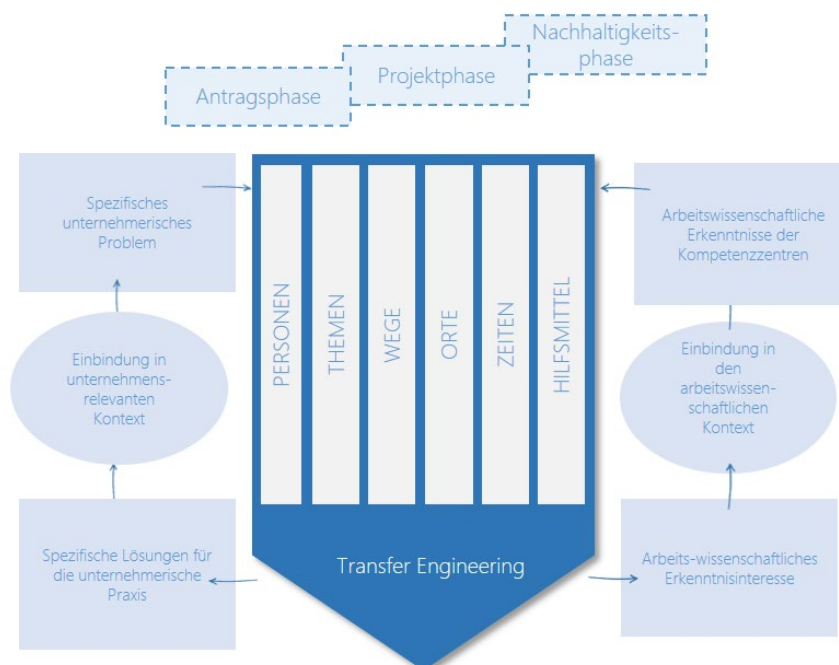 Nachhaltigkeits-
phase
Projektphase
Antragsphase
Spezifisches
unternehmerisches
Problem
Einbindung in
unternehmens-
relevanten
Kontext
Spezifische Lösungen für
die unternehmerische
Praxis
PERSONEN
THEMEN
WEGE
ORTE
ZEITEN
HILFSMITTEL
Transfer Engineering
Arbeitswissenschaftliche
Erkenntnisse der
Kompetenzzentren
Einbindung in
den
arbeitswissen-
schaftlichen
Kontext
Arbeits-wissenschaftliches
Erkenntnisinteresse